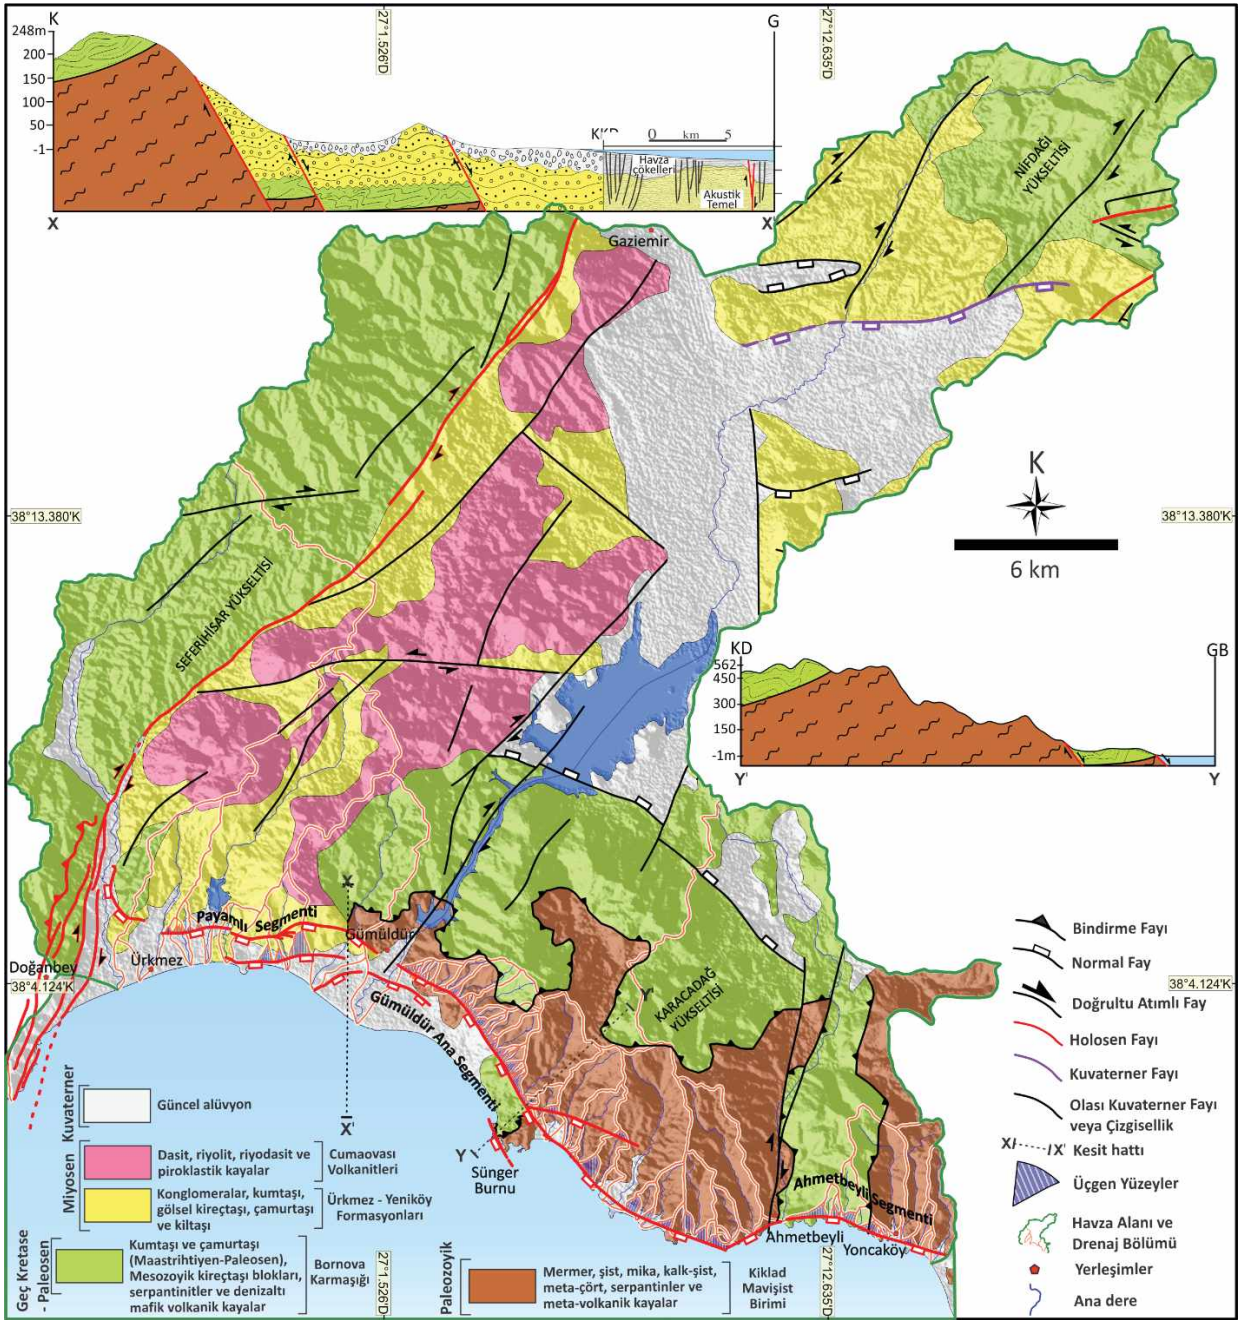 K
G
248m
200
150
100
50
-1
X
X'
0 km 5
Havza
çökelleri
Akustik
Temel
27°1.526'D
27°12.635'D
NİFDAĞI
YÜKSELTİSİ
Gaziemir
38°13.380'K
38°13.380'K
K
6 km
SEFERİHİSAR YÜKSELTİSİ
KD
GB
562
450
300
150
-1m
Y'
Y
Payamlı Segmenti
Gümüldür
Doğanbey
Ürkmez
38°4.124'K
38°4.124'K
X
X'
Gümüldür Ana Segmenti
KARACADAĞ
YÜKSELTİSİ
Y'
Y
Sünger
Burnu
Ahmetbeyli Segmenti
Ahmetbeyli
Yoncaköy
27°1.526'D
27°12.635'D
Kuvaterner
Güncel alüvyon
Miyosen
Dasit, riyolit, riyodasit ve
piroklastik kayalar
Cumaovası
Volkanitleri
Konglomeralar, kumtaşı,
gölsel kireçtaşı, çamurtaşı
ve kiltaşı
Ürkmez - Yeniköy
Formasyonları
Geç Kretase
- Paleosen
Kumtaşı ve çamurtaşı
(Maastrihtiyen-Paleosen),
Mesozoyik kireçtaşı blokları,
serpantinitler ve denizaltı
mafik volkanik kayalar
Bornova
Karmaşığı
Paleozoyik
Mermer, şist, mika, kalk-şist,
meta-çört, serpantinler ve
meta-volkanik kayalar
Kiklad
Mavişist
Birimi
Bindirme Fayı
Normal Fay
Doğrultu Atımlı Fay
Holosen Fayı
Kuvaterner Fayı
Olası Kuvaterner Fayı
veya Çizgisellik
X X' Kesit hattı
Üçgen Yüzeyler
Havza Alanı ve
Drenaj Bölümü
Yerleşimler
Ana dere